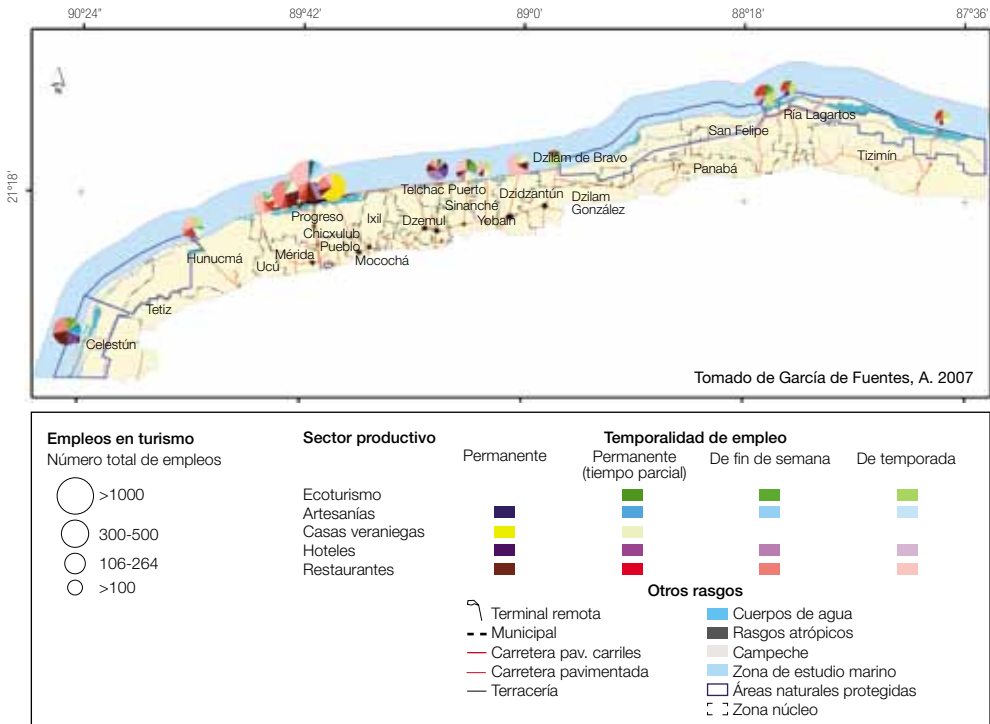 90°24" 89°42" 89°0" 88°18" 87°36"
21°18"
San Felipe
Ría Lagartos
Dzilam de Bravo
Panabá
Tizimín
Telchac Puerto
Dzidzantún
Sinanché
Dzilam
González
Progreso
Ixil
Dzemul
Yobaín
Chicxulub
Pueblo
Hunucmá
Mérida
Ucú
Mocochá
Tetiz
Celestún
Tomado de García de Fuentes, A. 2007
Empleos en turismo
Número total de empleos
>1000
300-500
106-264
>100
Sector productivo
Temporalidad de empleo
Permanente
Permanente
(tiempo parcial)
De fin de semana
De temporada
Ecoturismo
Artesanías
Casas veraniegas
Hoteles
Restaurantes
Otros rasgos
Terminal remota
Municipal
Carretera pav. carriles
Carretera pavimentada
Terracería
Cuerpos de agua
Rasgos atrópicos
Campeche
Zona de estudio marino
Áreas naturales protegidas
Zona núcleo